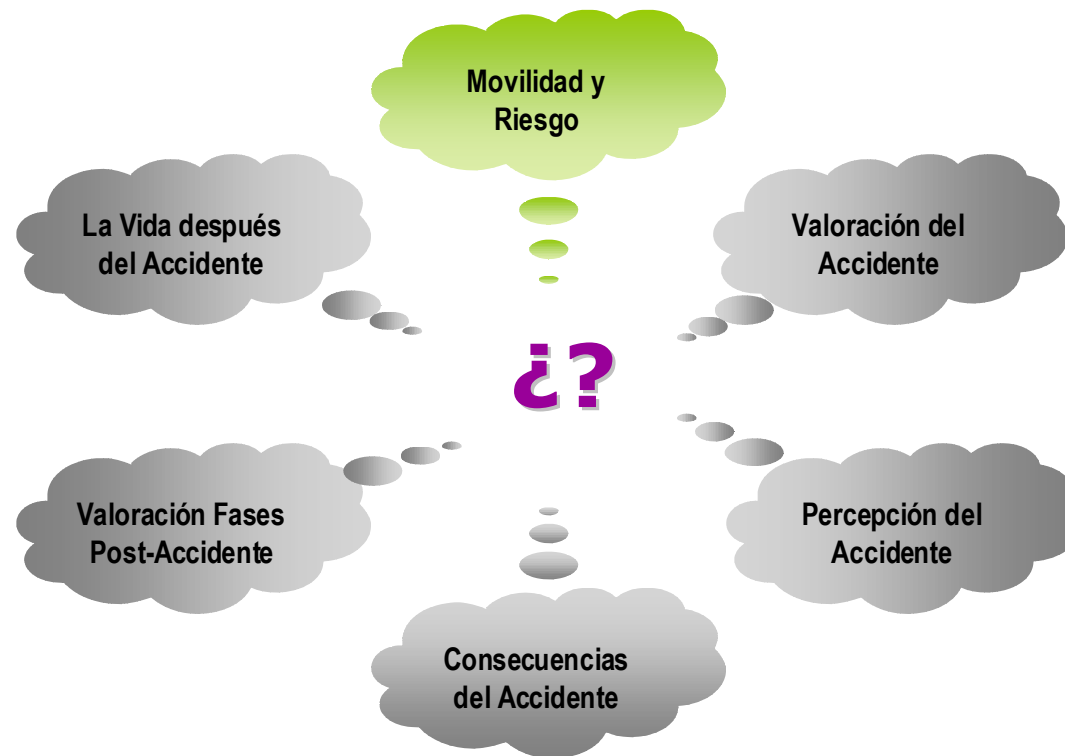 Movilidad y
Riesgo
La Vida después
del Accidente
Valoración del
Accidente
¿?
Valoración Fases
Post-Accidente
Percepción del
Accidente
Consecuencias
del Accidente